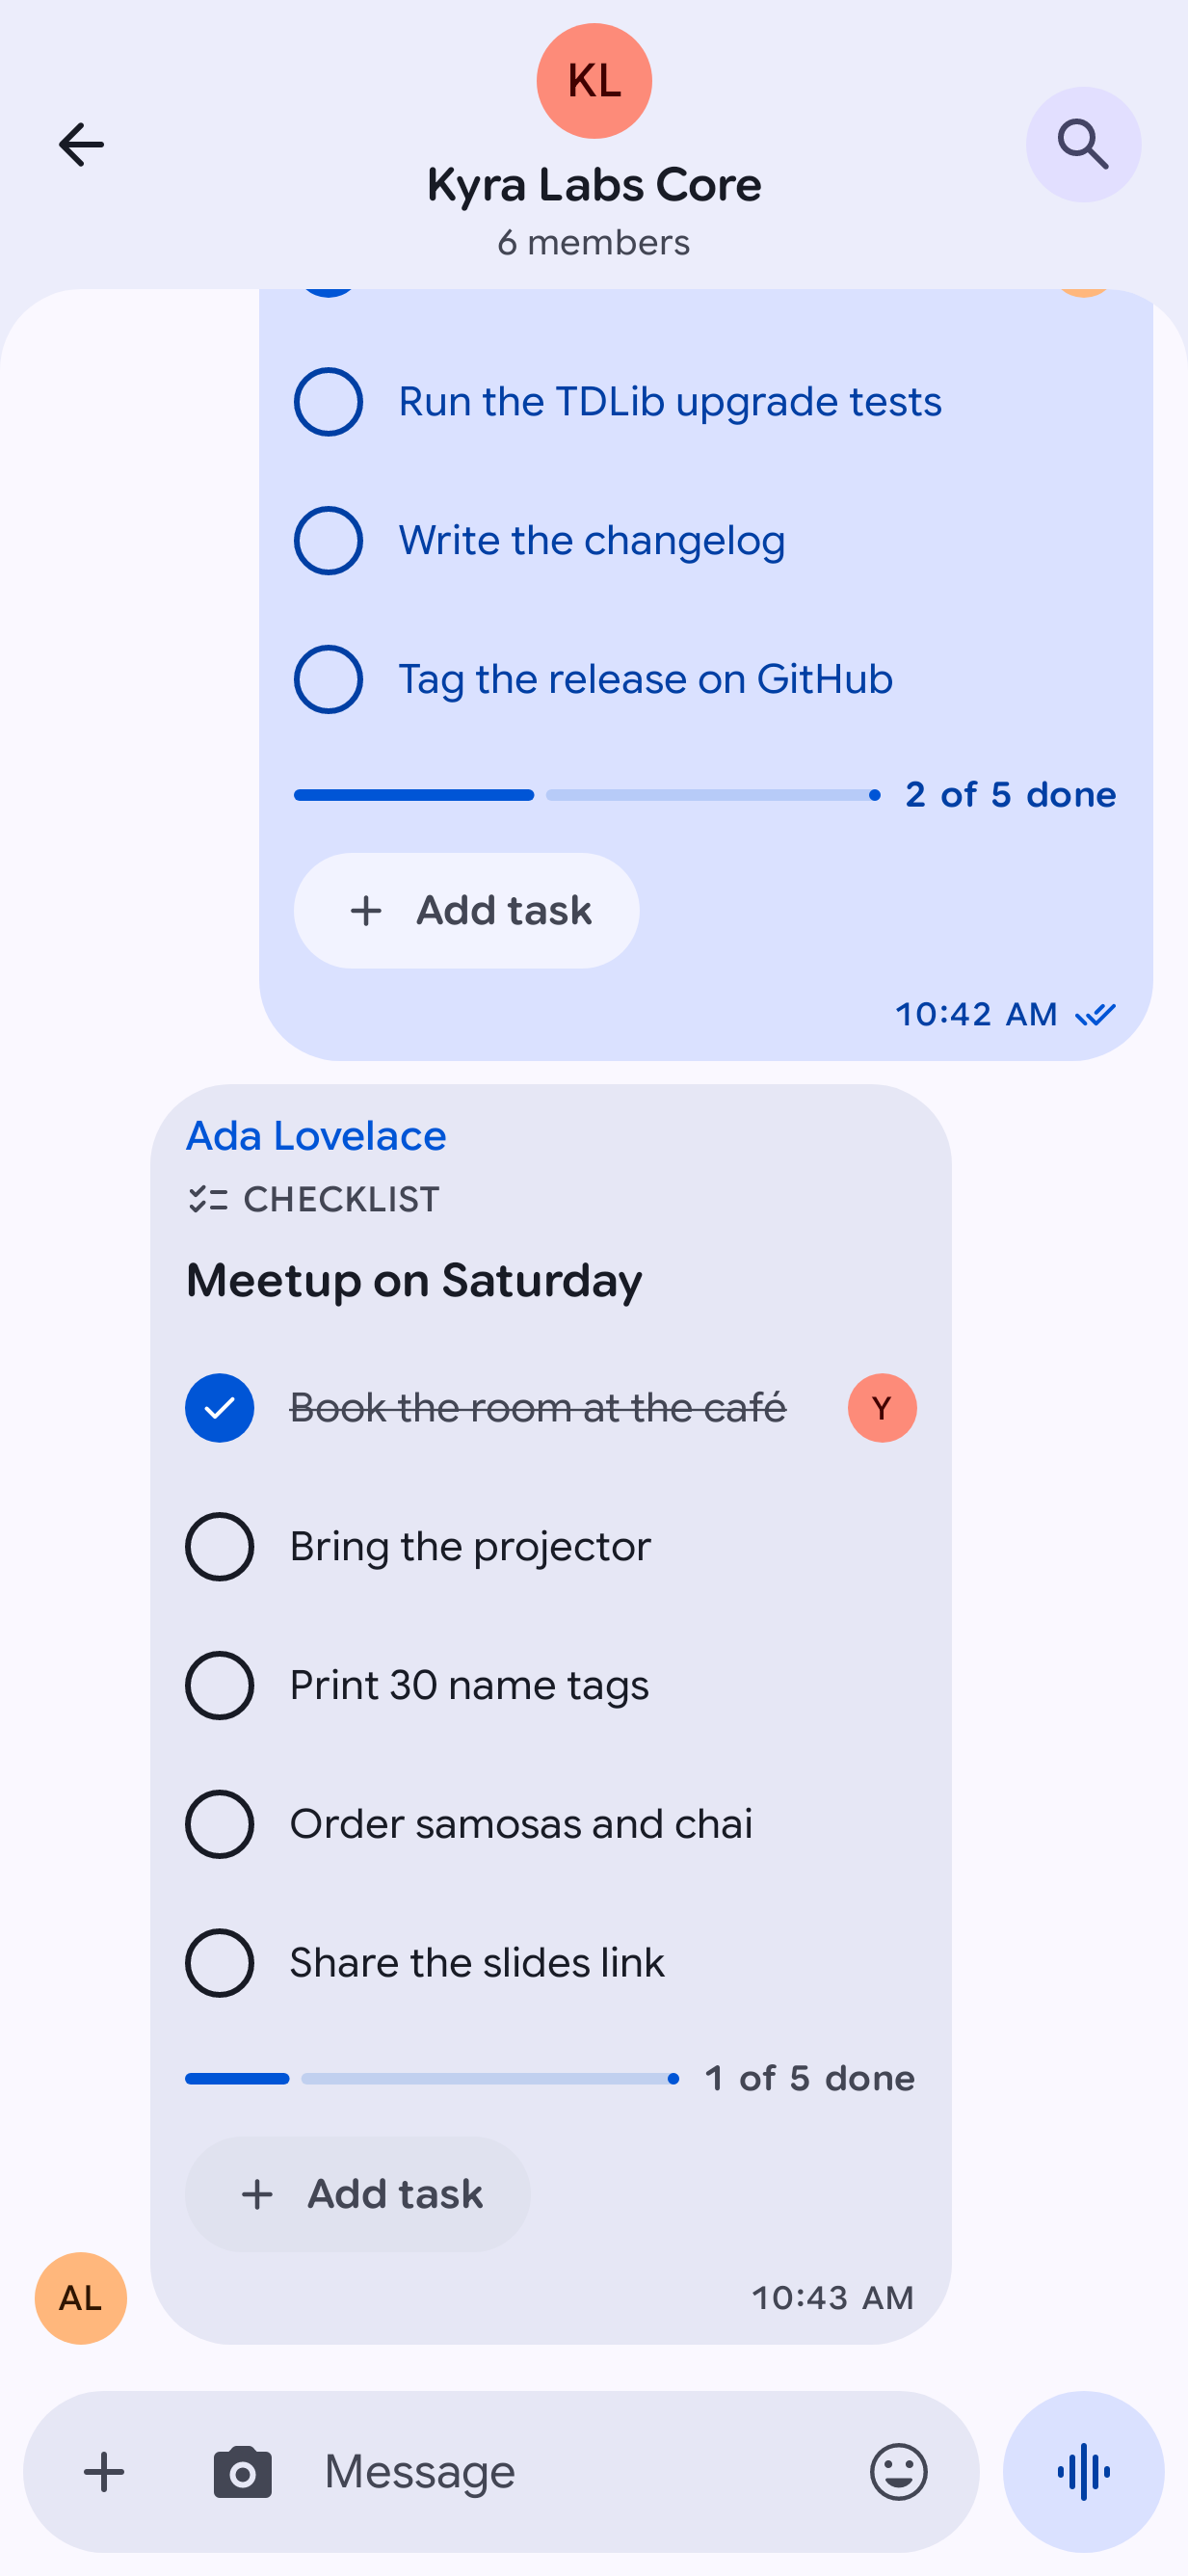 KL
Kyra Labs Core
6 members
Run the TDLib upgrade tests
Write the changelog
Tag the release on GitHub
2 of 5 done
+ Add task
10:42 AM
Ada Lovelace
CHECKLIST
Meetup on Saturday
Book the room at the café Y
Bring the projector
Print 30 name tags
Order samosas and chai
Share the slides link
1 of 5 done
+ Add task
AL 10:43 AM
Message